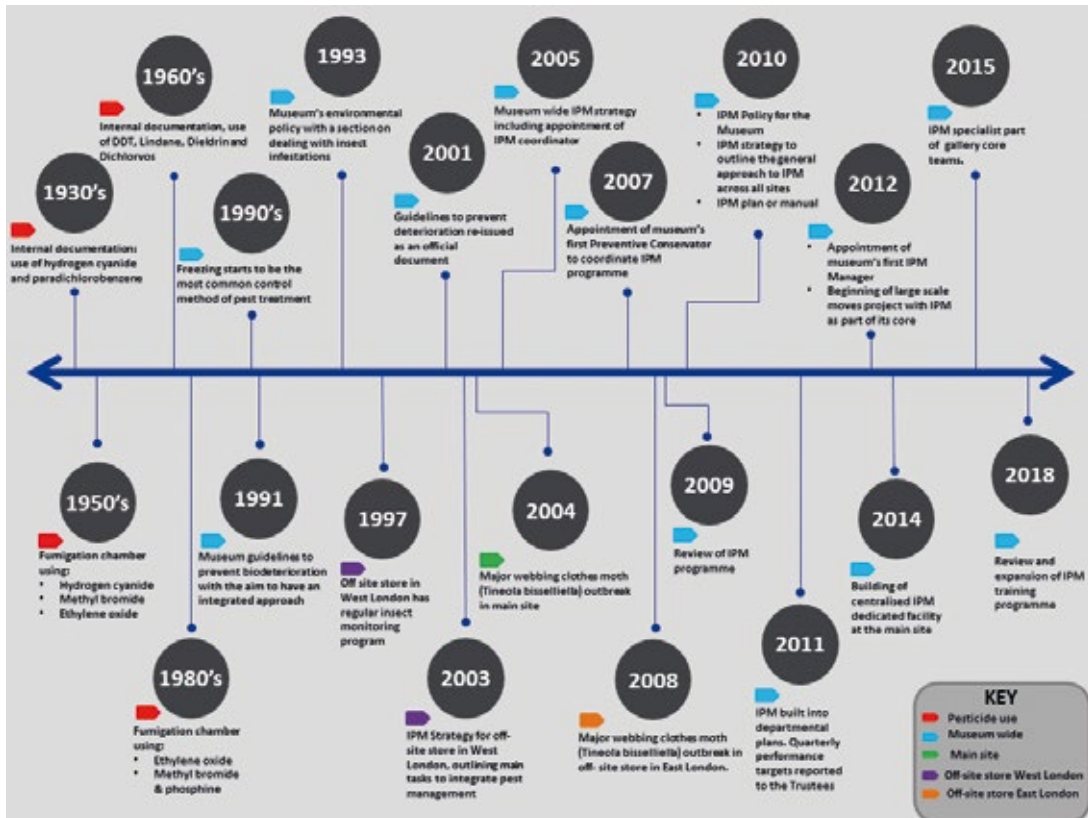 1930's
Internal documentation:
use of hydrogen cyanide
and paradichlorobenzene
1960's
Internal documentation, use
of DDT, Lindane, Dieldrin and
Dichlorvos
1990's
Freezing starts to be the
most common control
method of pest treatment
1993
Museum's environmental
policy with a section on
dealing with insect
infestations
2001
Guidelines to prevent
deterioration re-issued
as an official
document
2005
Museum wide IPM strategy
including appointment of
IPM coordinator
2007
Appointment of museum's
first Preventive Conservator
to coordinate IPM
programme
2010
• IPM Policy for the
Museum
• IPM strategy to
outline the general
approach to IPM
across all sites
• IPM plan or manual
2012
• Appointment of
museum's first IPM
Manager
• Beginning of large scale
moves project with IPM
as part of its core
2015
IPM specialist part
of gallery core
teams.
1950's
Fumigation chamber
using:
• Hydrogen cyanide
• Methyl bromide
• Ethylene oxide
1980's
Fumigation chamber
using:
• Ethylene oxide
• Methyl bromide
& phosphine
1991
Museum guidelines to
prevent biodeterioration
with the aim to have an
integrated approach
1997
Off site store in
West London has
regular insect
monitoring
program
2003
IPM Strategy for off-
site store in West
London, outlining main
tasks to integrate pest
management
2004
Major webbing clothes moth
(Tineola bisselliella) outbreak
in main site
2008
Major webbing clothes moth
(Tineola bisselliella) outbreak in
off- site store in East London.
2009
Review of IPM
programme
2011
IPM built into
departmental
plans. Quarterly
performance
targets reported
to the Trustees
2014
Building of
centralised IPM
dedicated facility
at the main site
2018
Review and
expansion of IPM
training
programme
KEY
Pesticide use
Museum wide
Main site
Off-site store West London
Off-site store East London